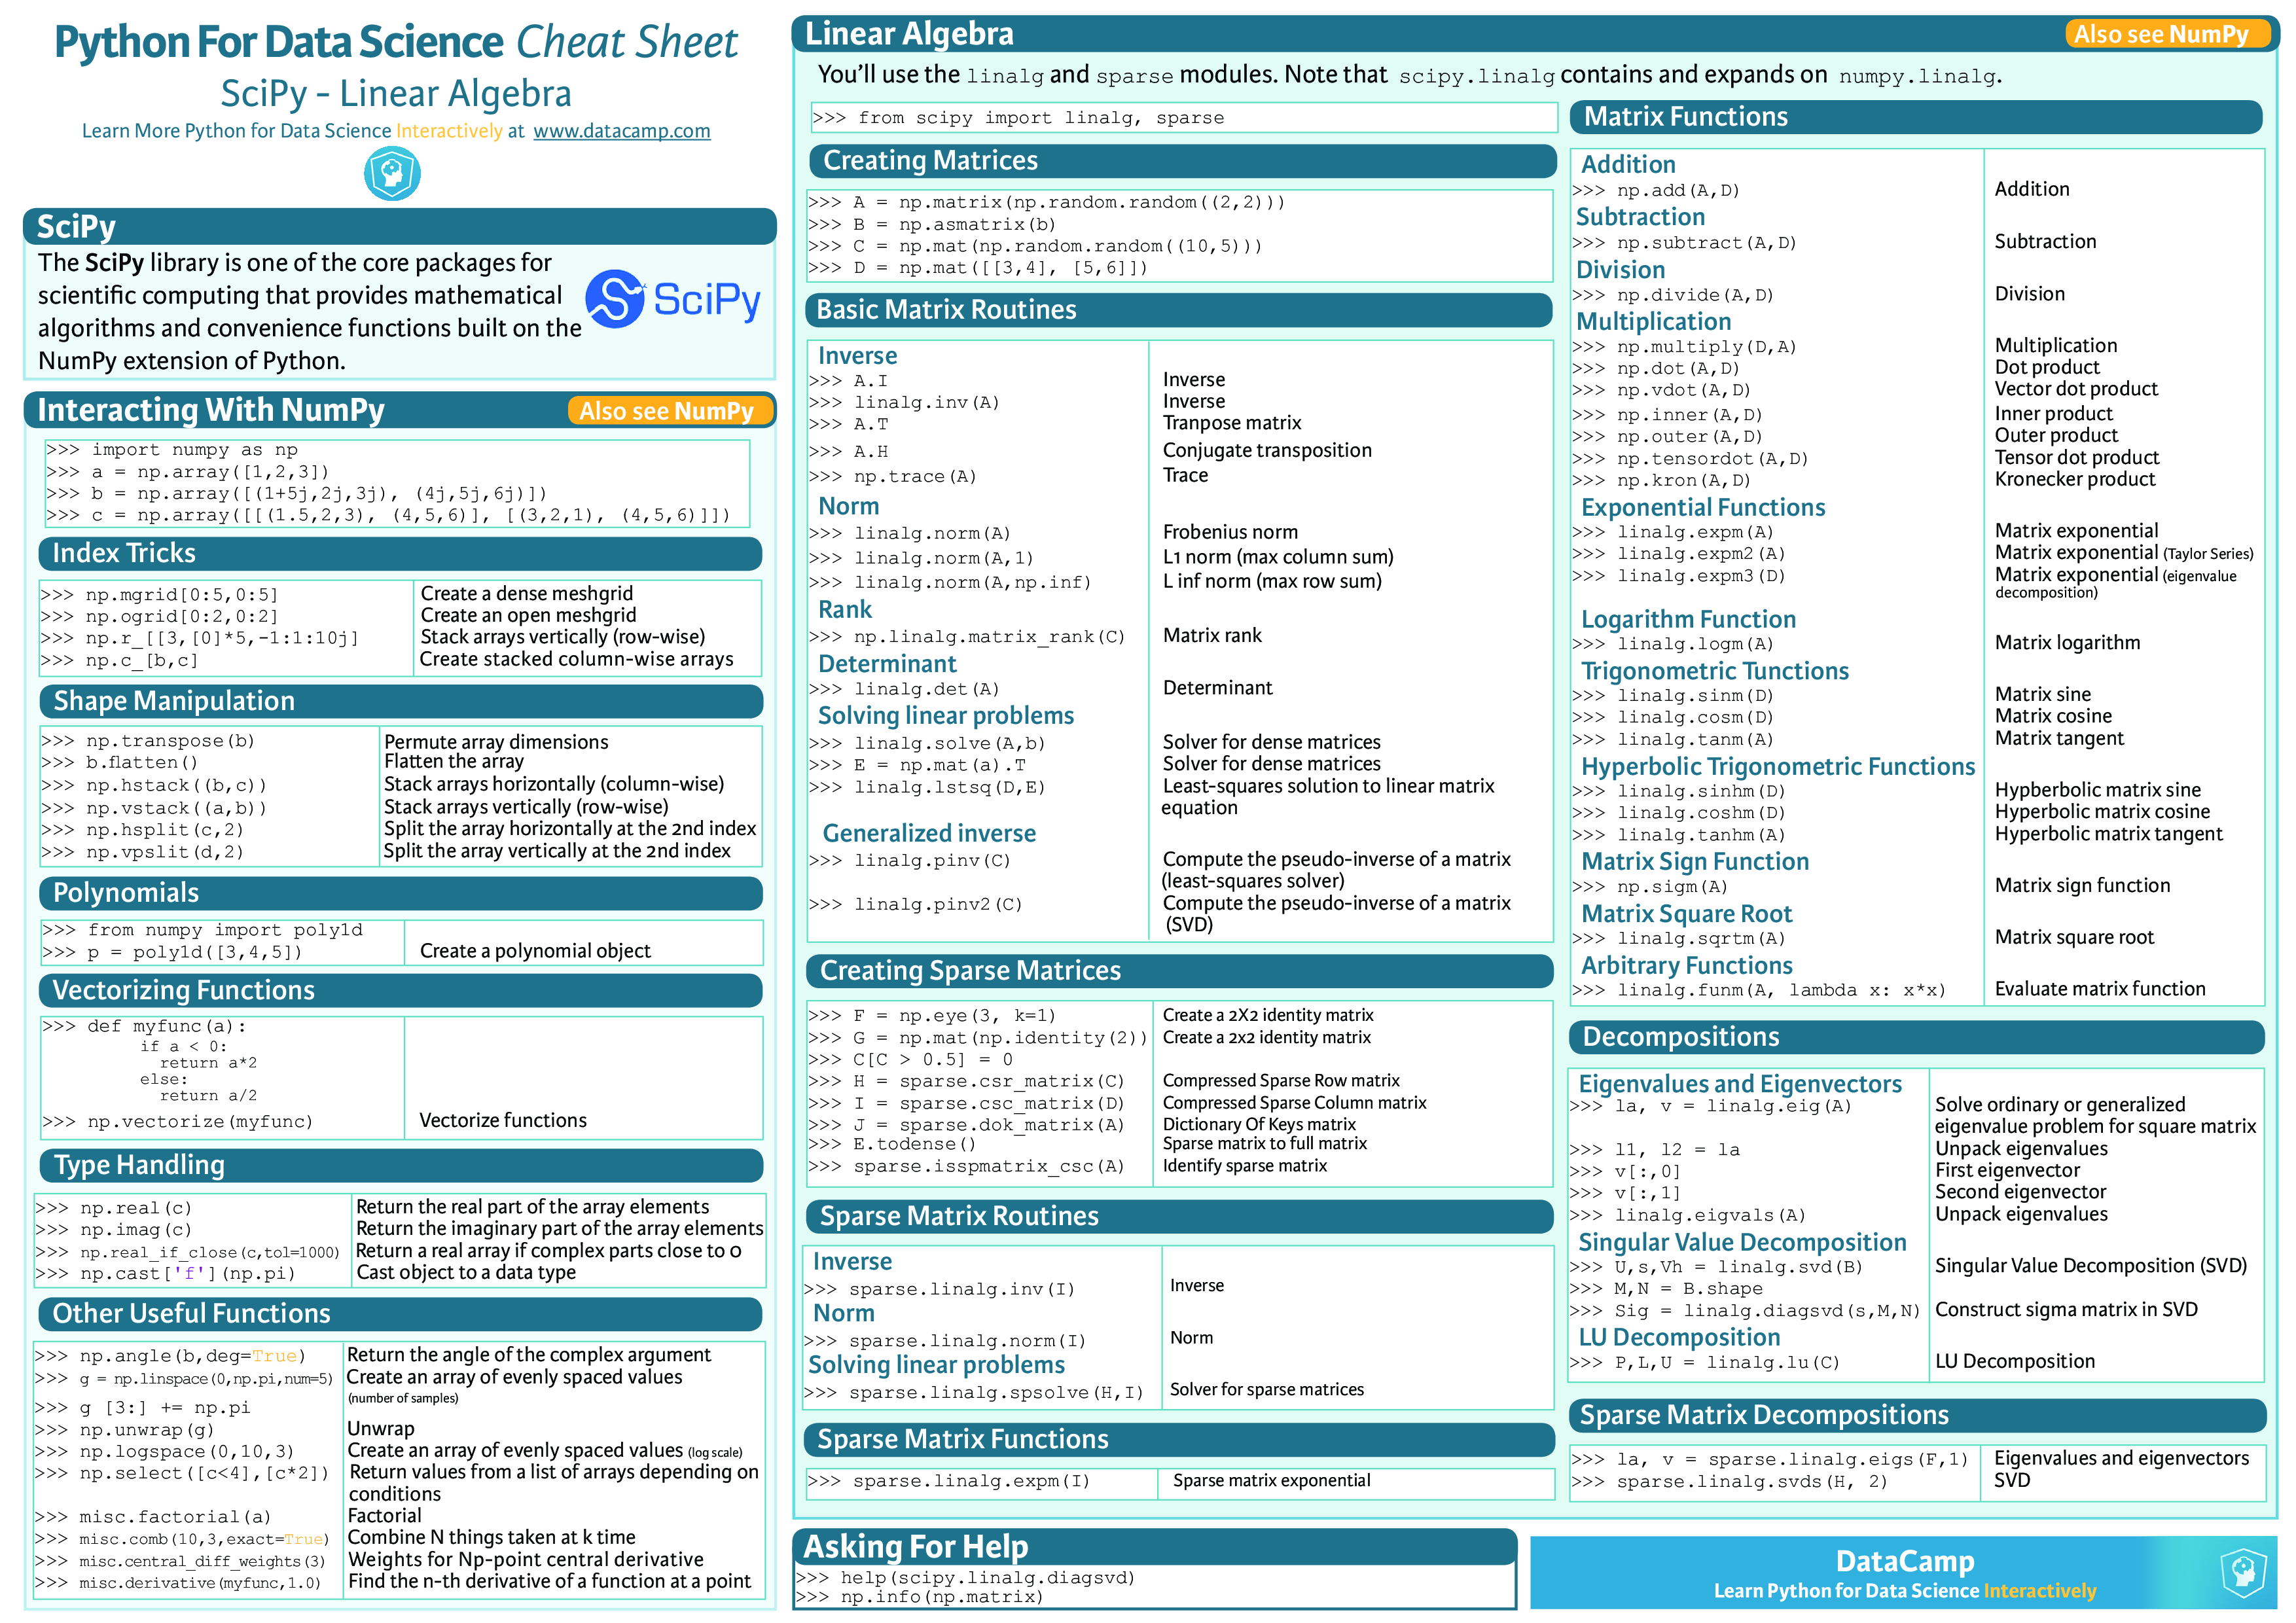 Python For Data Science Cheat Sheet
SciPy - Linear Algebra
Learn More Python for Data Science Interactively at www.datacamp.com
SciPy
The SciPy library is one of the core packages for
scientific computing that provides mathematical
algorithms and convenience functions built on the
NumPy extension of Python.
SciPy
Interacting With NumPy
Also see NumPy
>>> import numpy as np
>>> a = np.array([1,2,3])
>>> b = np.array([(1+5j,2j,3j), (4j,5j,6j)])
>>> c = np.array([[(1.5,2,3), (4,5,6)], [(3,2,1), (4,5,6)]])
Index Tricks
>>> np.mgrid[0:5,0:5] Create a dense meshgrid
>>> np.ogrid[0:2,0:2] Create an open meshgrid
>>> np.r_[[3,[0]*5,-1:1:10j] Stack arrays vertically (row-wise)
>>> np.c_[b,c] Create stacked column-wise arrays
Shape Manipulation
>>> np.transpose(b) Permute array dimensions
>>> b.flatten() Flatten the array
>>> np.hstack((b,c)) Stack arrays horizontally (column-wise)
>>> np.vstack((a,b)) Stack arrays vertically (row-wise)
>>> np.hsplit(c,2) Split the array horizontally at the 2nd index
>>> np.vpslit(d,2) Split the array vertically at the 2nd index
Polynomials
>>> from numpy import poly1d
>>> p = poly1d([3,4,5]) Create a polynomial object
Vectorizing Functions
>>> def myfunc(a):
if a < 0:
return a*2
else:
return a/2
>>> np.vectorize(myfunc) Vectorize functions
Type Handling
>>> np.real(c) Return the real part of the array elements
>>> np.imag(c) Return the imaginary part of the array elements
>>> np.real_if_close(c,tol=1000) Return a real array if complex parts close to 0
>>> np.cast['f'](np.pi) Cast object to a data type
Other Useful Functions
>>> np.angle(b,deg=True) Return the angle of the complex argument
>>> g = np.linspace(0,np.pi,num=5) Create an array of evenly spaced values
(number of samples)
>>> g [3:] += np.pi
>>> np.unwrap(g) Unwrap
>>> np.logspace(0,10,3) Create an array of evenly spaced values (log scale)
>>> np.select([c<4],[c*2]) Return values from a list of arrays depending on
conditions
>>> misc.factorial(a) Factorial
>>> misc.comb(10,3,exact=True) Combine N things taken at k time
>>> misc.central_diff_weights(3) Weights for Np-point central derivative
>>> misc.derivative(myfunc,1.0) Find the n-th derivative of a function at a point
Linear Algebra
Also see NumPy
You'll use the linalg and sparse modules. Note that scipy.linalg contains and expands on numpy.linalg.
>>> from scipy import linalg, sparse
Creating Matrices
>>> A = np.matrix(np.random.random((2,2)))
>>> B = np.asmatrix(b)
>>> C = np.mat(np.random.random((10,5)))
>>> D = np.mat([[3,4], [5,6]])
Basic Matrix Routines
Inverse
>>> A.I Inverse
>>> linalg.inv(A) Inverse
>>> A.T Tranpose matrix
>>> A.H Conjugate transposition
>>> np.trace(A) Trace
Norm
>>> linalg.norm(A) Frobenius norm
>>> linalg.norm(A,1) L1 norm (max column sum)
>>> linalg.norm(A,np.inf) L inf norm (max row sum)
Rank
>>> np.linalg.matrix_rank(C) Matrix rank
Determinant
>>> linalg.det(A) Determinant
Solving linear problems
>>> linalg.solve(A,b) Solver for dense matrices
>>> E = np.mat(a).T Solver for dense matrices
>>> linalg.lstsq(D,E) Least-squares solution to linear matrix
equation
Generalized inverse
>>> linalg.pinv(C) Compute the pseudo-inverse of a matrix
(least-squares solver)
>>> linalg.pinv2(C) Compute the pseudo-inverse of a matrix
(SVD)
Creating Sparse Matrices
>>> F = np.eye(3, k=1) Create a 2X2 identity matrix
>>> G = np.mat(np.identity(2)) Create a 2x2 identity matrix
>>> C[C > 0.5] = 0
>>> H = sparse.csr_matrix(C) Compressed Sparse Row matrix
>>> I = sparse.csc_matrix(D) Compressed Sparse Column matrix
>>> J = sparse.dok_matrix(A) Dictionary Of Keys matrix
>>> E.todense() Sparse matrix to full matrix
>>> sparse.isspmatrix_csc(A) Identify sparse matrix
Sparse Matrix Routines
Inverse
>>> sparse.linalg.inv(I) Inverse
Norm
>>> sparse.linalg.norm(I) Norm
Solving linear problems
>>> sparse.linalg.spsolve(H,I) Solver for sparse matrices
Sparse Matrix Functions
>>> sparse.linalg.expm(I) Sparse matrix exponential
Matrix Functions
Addition
>>> np.add(A,D) Addition
Subtraction
>>> np.subtract(A,D) Subtraction
Division
>>> np.divide(A,D) Division
Multiplication
>>> np.multiply(D,A) Multiplication
>>> np.dot(A,D) Dot product
>>> np.vdot(A,D) Vector dot product
>>> np.inner(A,D) Inner product
>>> np.outer(A,D) Outer product
>>> np.tensordot(A,D) Tensor dot product
>>> np.kron(A,D) Kronecker product
Exponential Functions
>>> linalg.expm(A) Matrix exponential
>>> linalg.expm2(A) Matrix exponential (Taylor Series)
>>> linalg.expm3(D) Matrix exponential (eigenvalue
decomposition)
Logarithm Function
>>> linalg.logm(A) Matrix logarithm
Trigonometric Tunctions
>>> linalg.sinm(D) Matrix sine
>>> linalg.cosm(D) Matrix cosine
>>> linalg.tanm(A) Matrix tangent
Hyperbolic Trigonometric Functions
>>> linalg.sinhm(D) Hypberbolic matrix sine
>>> linalg.coshm(D) Hyperbolic matrix cosine
>>> linalg.tanhm(A) Hyperbolic matrix tangent
Matrix Sign Function
>>> np.sigm(A) Matrix sign function
Matrix Square Root
>>> linalg.sqrtm(A) Matrix square root
Arbitrary Functions
>>> linalg.funm(A, lambda x: x*x) Evaluate matrix function
Decompositions
Eigenvalues and Eigenvectors
>>> la, v = linalg.eig(A) Solve ordinary or generalized
eigenvalue problem for square matrix
>>> l1, l2 = la Unpack eigenvalues
>>> v[:,0] First eigenvector
>>> v[:,1] Second eigenvector
>>> linalg.eigvals(A) Unpack eigenvalues
Singular Value Decomposition
>>> U,s,Vh = linalg.svd(B) Singular Value Decomposition (SVD)
>>> M,N = B.shape
>>> Sig = linalg.diagsvd(s,M,N) Construct sigma matrix in SVD
LU Decomposition
>>> P,L,U = linalg.lu(C) LU Decomposition
Sparse Matrix Decompositions
>>> la, v = sparse.linalg.eigs(F,1) Eigenvalues and eigenvectors
>>> sparse.linalg.svds(H, 2) SVD
Asking For Help
>>> help(scipy.linalg.diagsvd)
>>> np.info(np.matrix)
DataCamp
Learn Python for Data Science Interactively